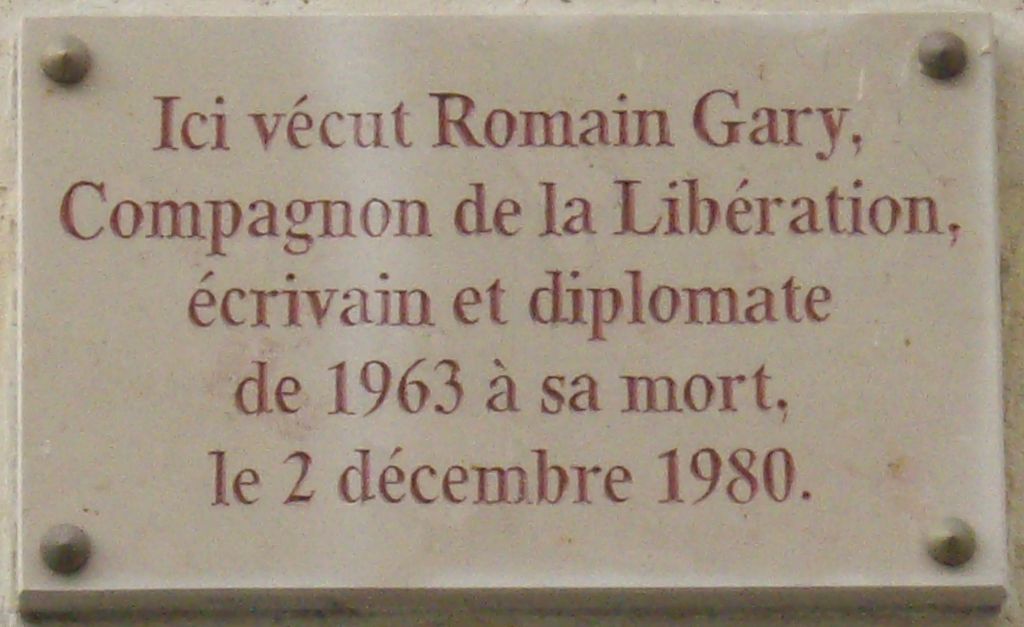 Ici vécut Romain Gary,
Compagnon de la Libération,
écrivain et diplomate
de 1963 à sa mort,
le 2 décembre 1980.